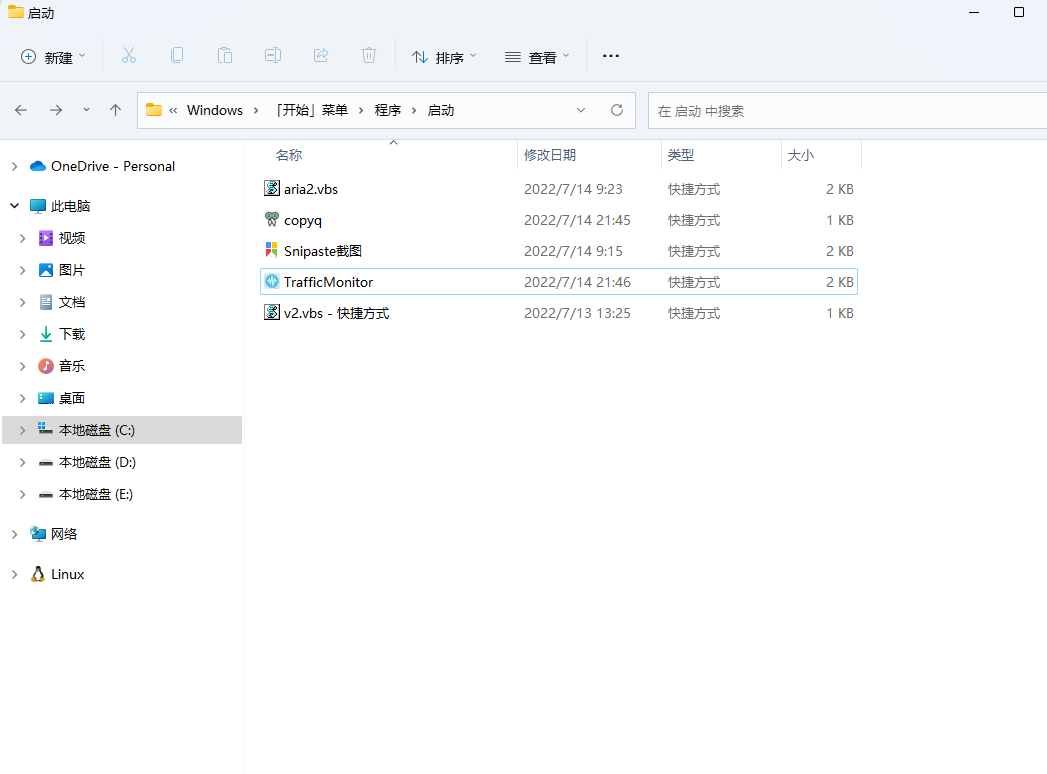 启动
新建 排序 查看 ...
« Windows › 「开始」菜单 › 程序 › 启动 在 启动 中搜索
名称 修改日期 类型 大小
OneDrive - Personal
此电脑
视频
图片
文档
下载
音乐
桌面
本地磁盘 (C:)
本地磁盘 (D:)
本地磁盘 (E:)
网络
Linux
aria2.vbs 2022/7/14 9:23 快捷方式 2 KB
copyq 2022/7/14 21:45 快捷方式 1 KB
Snipaste截图 2022/7/14 9:15 快捷方式 2 KB
TrafficMonitor 2022/7/14 21:46 快捷方式 2 KB
v2.vbs - 快捷方式 2022/7/13 13:25 快捷方式 1 KB